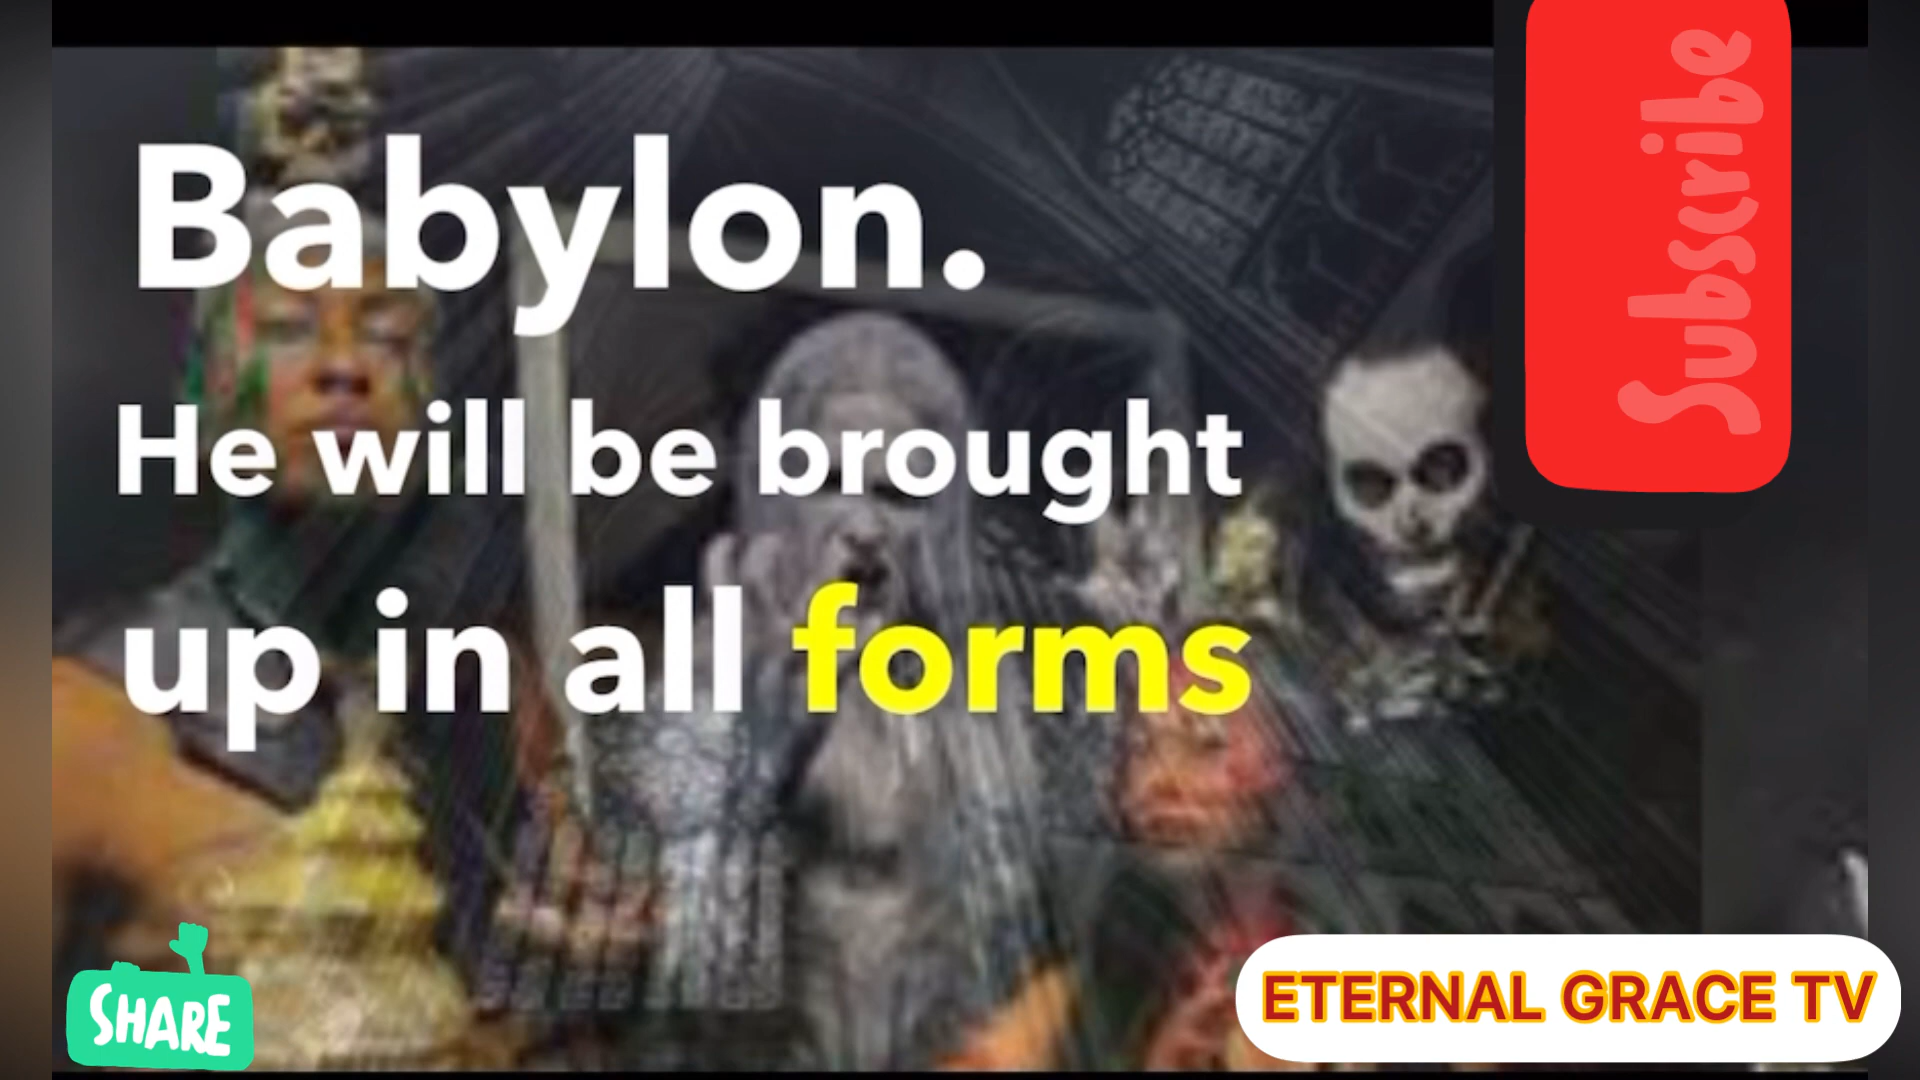 Babylon.
He will be brought
up in all forms
Subscribe
SHARE
ETERNAL GRACE TV